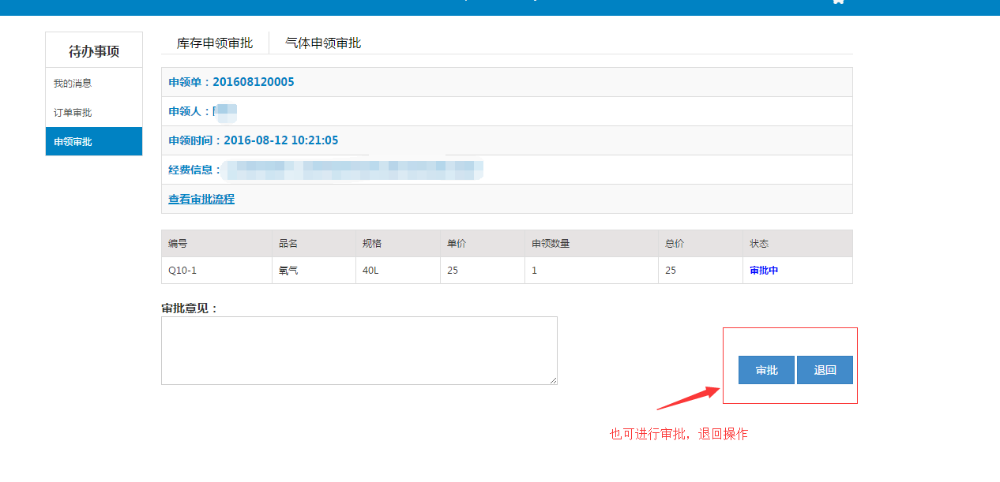 待办事项
我的消息
订单审批
申领审批
库存申领审批 气体申领审批
申领单：201608120005
申领人：
申领时间：2016-08-12 10:21:05
经费信息：
查看审批流程
编号 品名 规格 单价 申领数量 总价 状态
Q10-1 氧气 40L 25 1 25 审批中
审批意见：
审批 退回
也可进行审批，退回操作